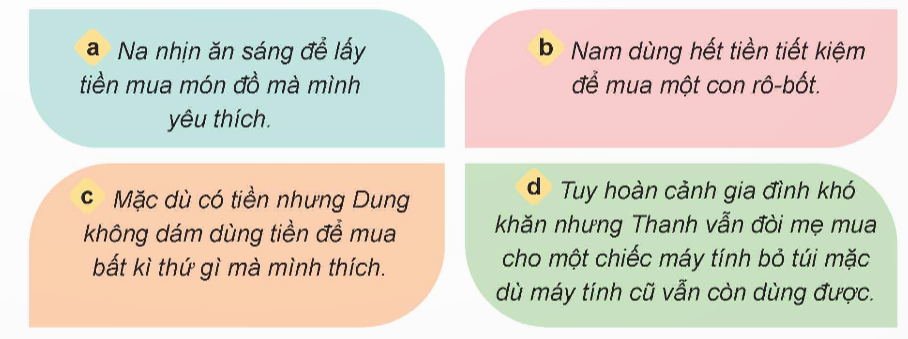 a Na nhịn ăn sáng để lấy
tiền mua món đồ mà mình
yêu thích.
b Nam dùng hết tiền tiết kiệm
để mua một con rô-bốt.
c Mặc dù có tiền nhưng Dung
không dám dùng tiền để mua
bất kì thứ gì mà mình thích.
d Tuy hoàn cảnh gia đình khó
khăn nhưng Thanh vẫn đòi mẹ mua
cho một chiếc máy tính bỏ túi mặc
dù máy tính cũ vẫn còn dùng được.